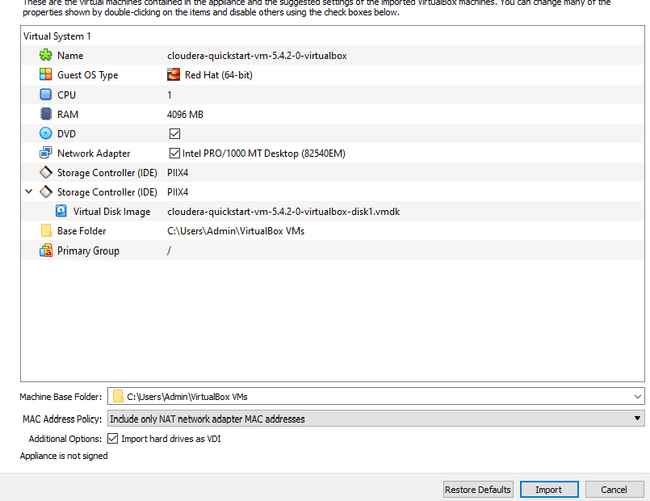 These are the virtual machines contained in the appliance and the suggested settings of the imported VirtualBox machines. You can change many of the
properties shown by double-clicking on the items and disable others using the check boxes below.
Virtual System 1
Name cloudera-quickstart-vm-5.4.2-0-virtualbox
Guest OS Type Red Hat (64-bit)
CPU 1
RAM 4096 MB
DVD
Network Adapter Intel PRO/1000 MT Desktop (82540EM)
Storage Controller (IDE) PIIX4
Storage Controller (IDE) PIIX4
Virtual Disk Image cloudera-quickstart-vm-5.4.2-0-virtualbox-disk1.vmdk
Base Folder C:\Users\Admin\VirtualBox VMs
Primary Group /
Machine Base Folder: C:\Users\Admin\VirtualBox VMs
MAC Address Policy: Include only NAT network adapter MAC addresses
Additional Options: Import hard drives as VDI
Appliance is not signed
Restore Defaults Import Cancel